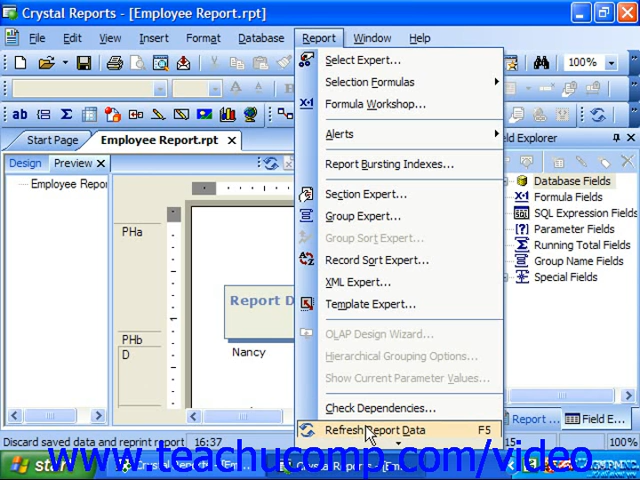 Crystal Reports - [Employee Report.rpt]
File Edit View Insert Format Database Report Window Help
100%
ab Σ
Start Page Employee Report.rpt
Design Preview
Employee Repor
PHa
Report D
PHb
D
Nancy
Select Expert...
Selection Formulas
Formula Workshop...
Alerts
Report Bursting Indexes...
Section Expert...
Group Expert...
Group Sort Expert...
Record Sort Expert...
XML Expert...
Template Expert...
OLAP Design Wizard...
Hierarchical Grouping Options...
Show Current Parameter Values...
Check Dependencies...
Refresh Report Data F5
eld Explorer
Database Fields
Formula Fields
SQL Expression Fields
Parameter Fields
Running Total Fields
Group Name Fields
Special Fields
Report ... Field E...
Discard saved data and reprint report 16:37 100%
start
www.teachucomp.com/video